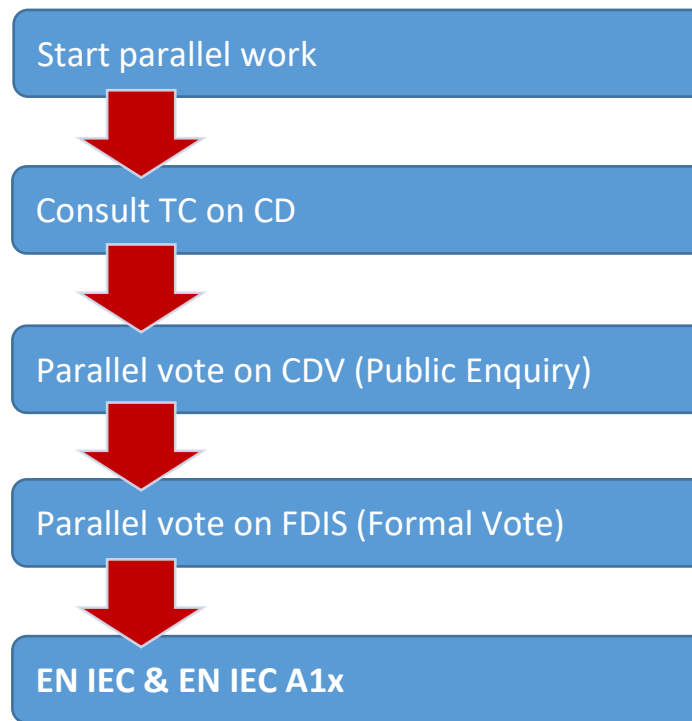 Start parallel work
Consult TC on CD
Parallel vote on CDV (Public Enquiry)
Parallel vote on FDIS (Formal Vote)
EN IEC & EN IEC A1x